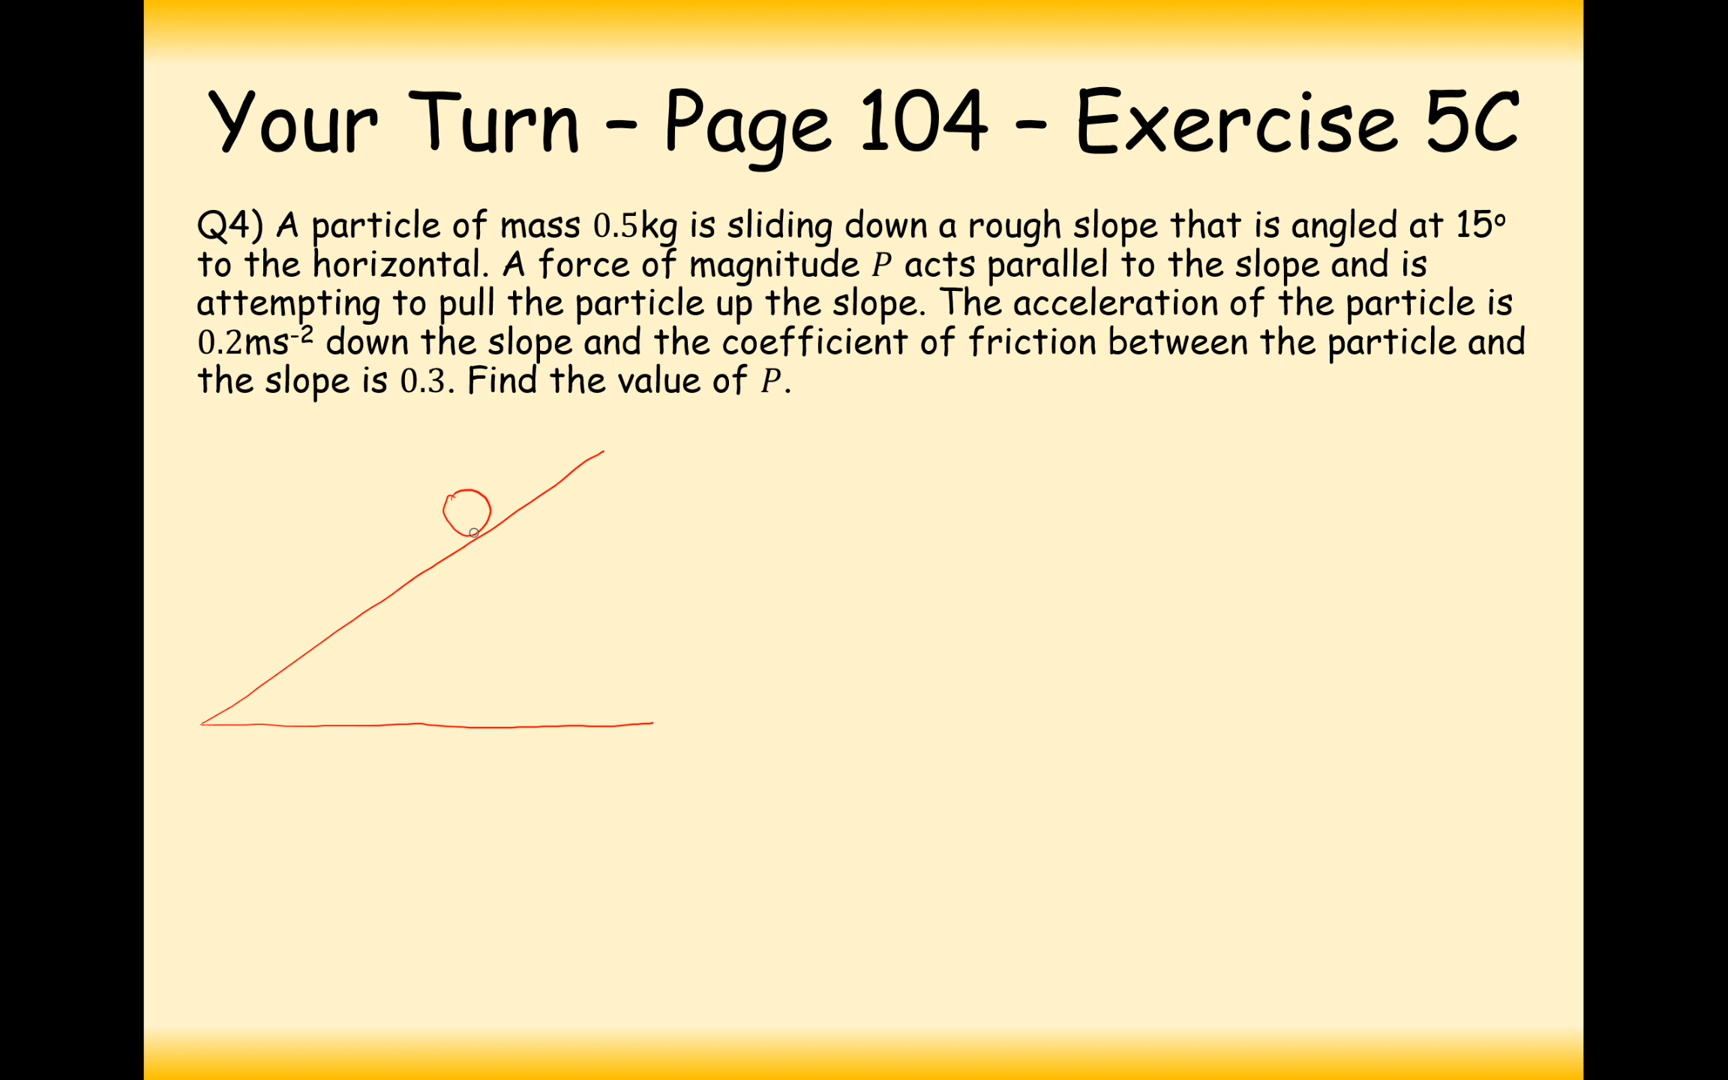 Your Turn – Page 104 – Exercise 5C
Q4) A particle of mass 0.5kg is sliding down a rough slope that is angled at 15º
to the horizontal. A force of magnitude P acts parallel to the slope and is
attempting to pull the particle up the slope. The acceleration of the particle is
0.2ms⁻² down the slope and the coefficient of friction between the particle and
the slope is 0.3. Find the value of P.